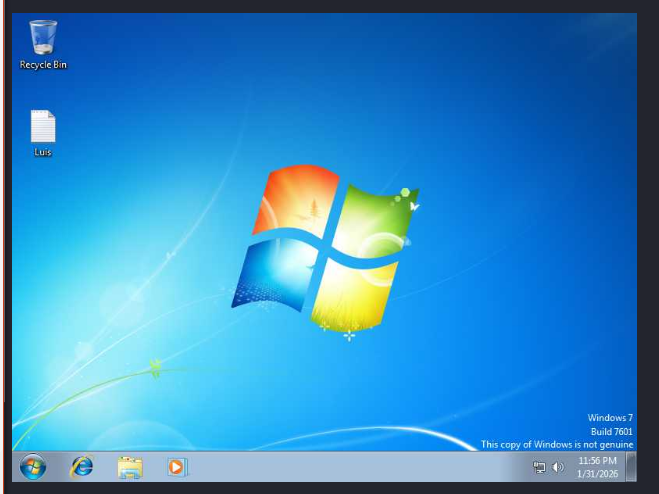 Recycle Bin
Luis
Windows 7
Build 7601
This copy of Windows is not genuine
11:56 PM
1/31/2026